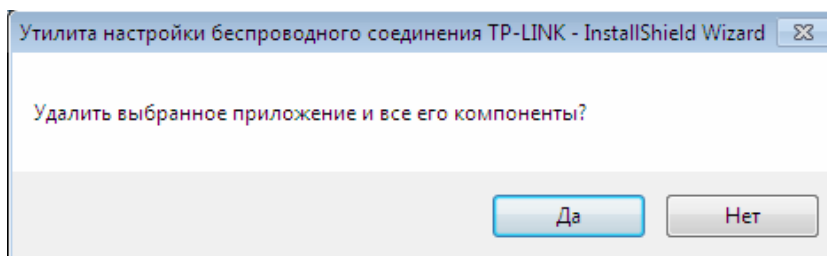 Утилита настройки беспроводного соединения TP-LINK - InstallShield Wizard
Удалить выбранное приложение и все его компоненты?
Да Нет